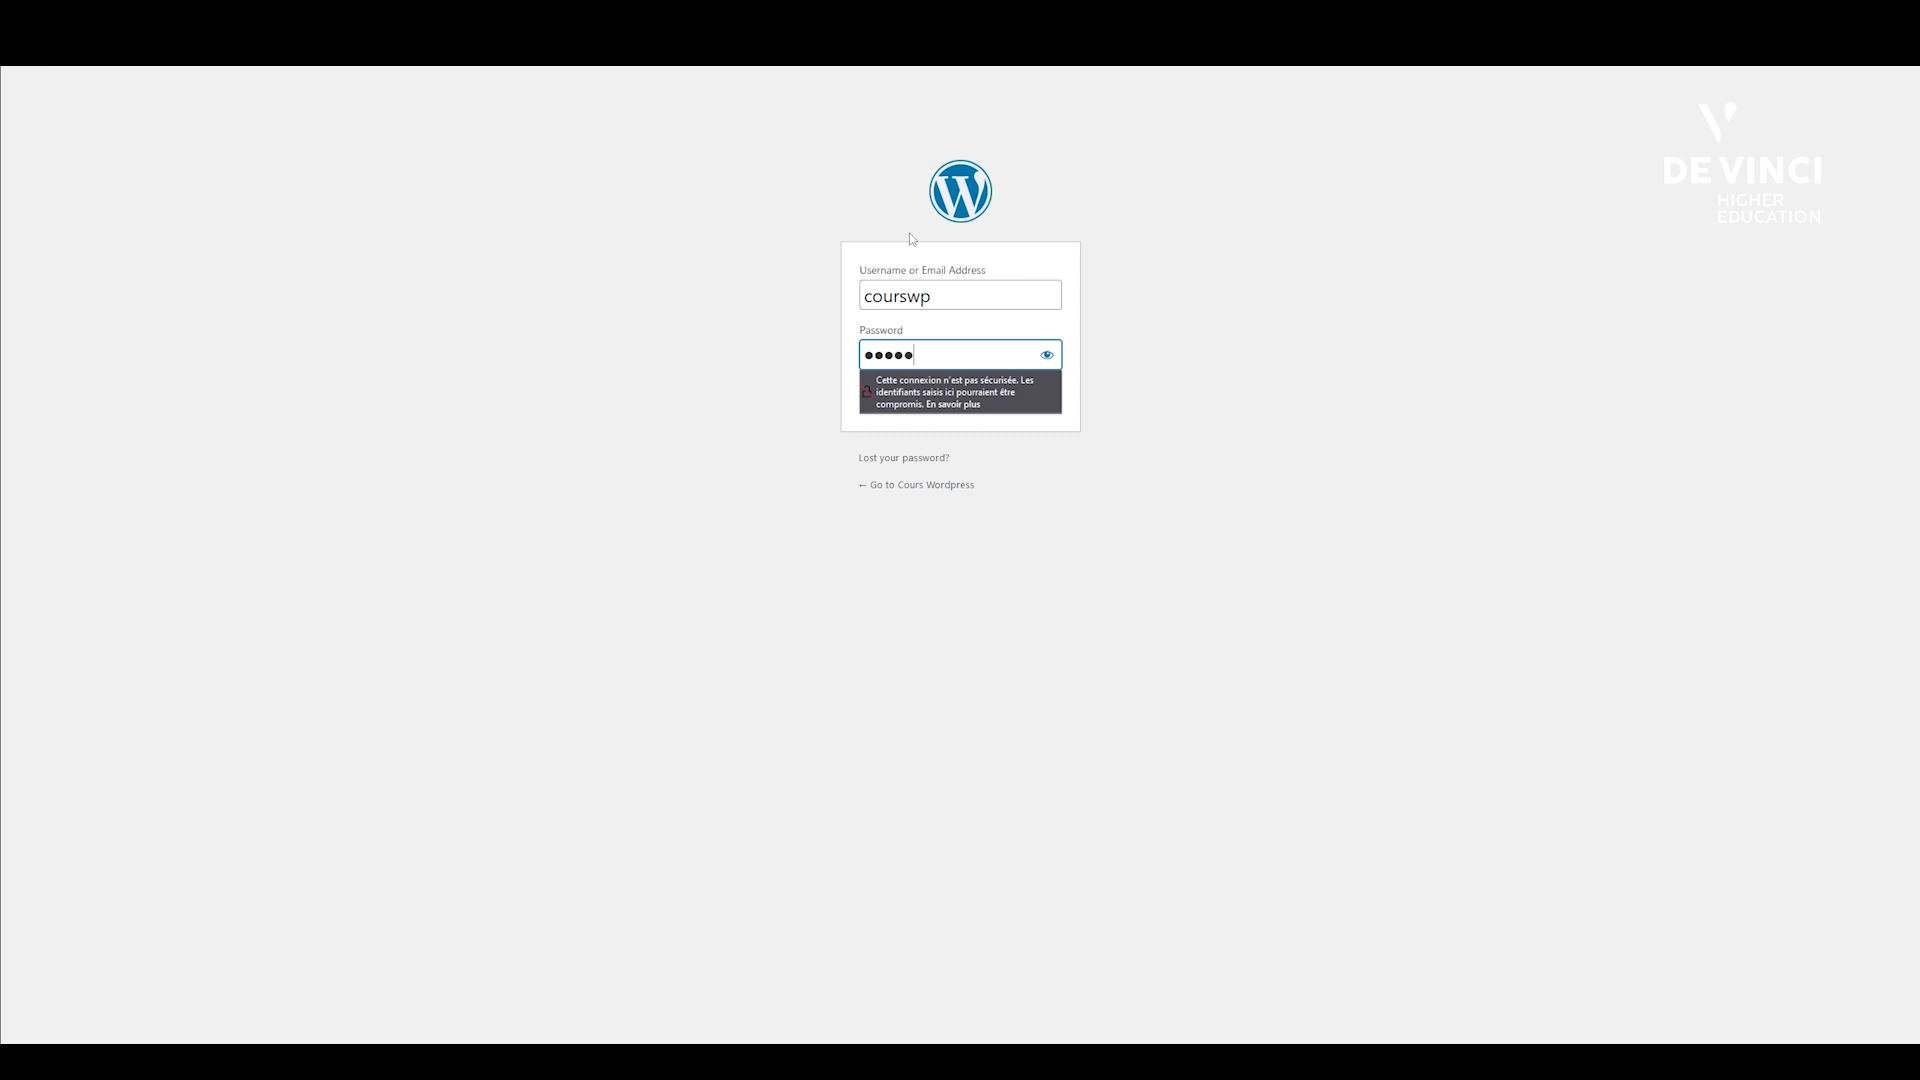 DE VINCI
HIGHER
EDUCATION
Username or Email Address
courswp
Password
Cette connexion n'est pas sécurisée. Les
identifiants saisis ici pourraient être
compromis. En savoir plus
Lost your password?
← Go to Cours Wordpress